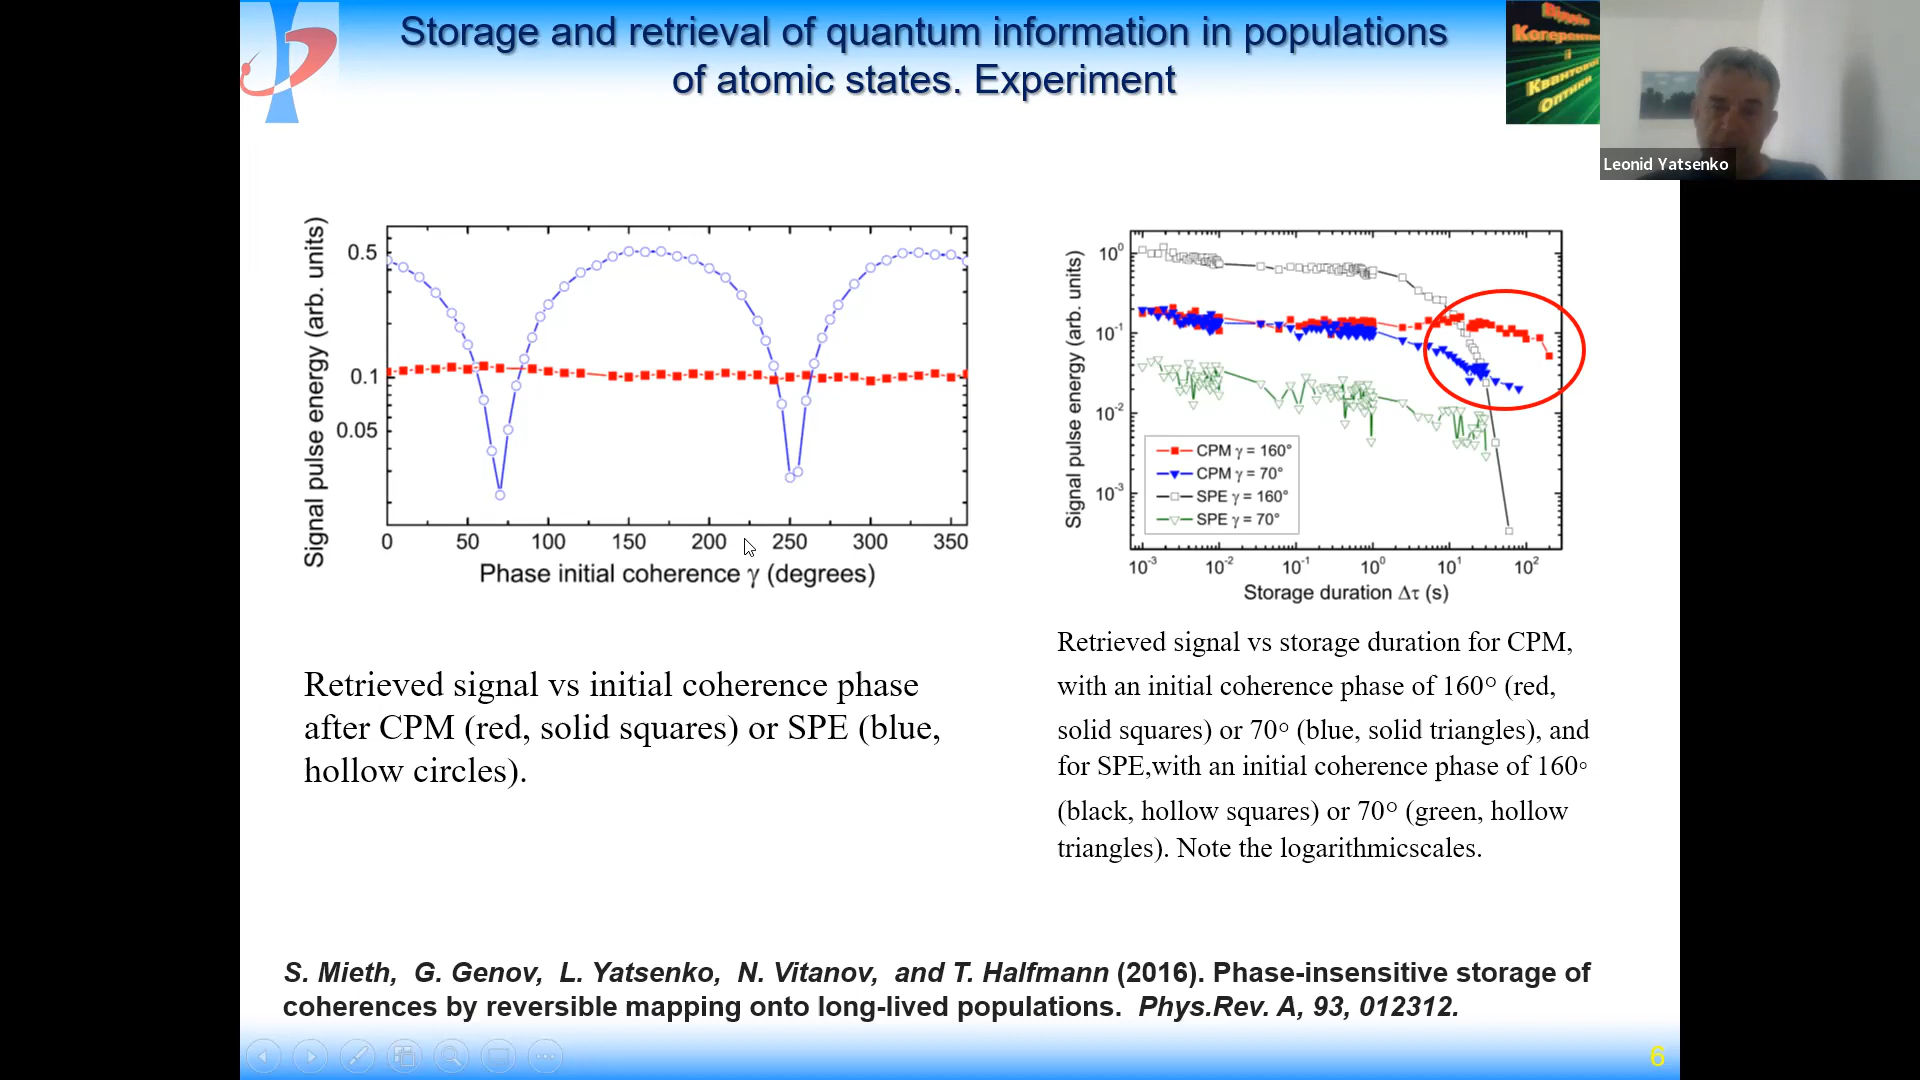 Storage and retrieval of quantum information in populations
of atomic states. Experiment
Відділ
Когерентної
і
Квантової
Оптики
Leonid Yatsenko
Signal pulse energy (arb. units)
0.5
0.1
0.05
0 50 100 150 200 250 300 350
Phase initial coherence γ (degrees)
Signal pulse energy (arb. units)
10⁰
10⁻¹
10⁻²
10⁻³
CPM γ = 160°
CPM γ = 70°
SPE γ = 160°
SPE γ = 70°
10⁻³ 10⁻² 10⁻¹ 10⁰ 10¹ 10²
Storage duration Δτ (s)
Retrieved signal vs initial coherence phase
after CPM (red, solid squares) or SPE (blue,
hollow circles).
Retrieved signal vs storage duration for CPM,
with an initial coherence phase of 160° (red,
solid squares) or 70° (blue, solid triangles), and
for SPE,with an initial coherence phase of 160°
(black, hollow squares) or 70° (green, hollow
triangles). Note the logarithmicscales.
S. Mieth, G. Genov, L. Yatsenko, N. Vitanov, and T. Halfmann (2016). Phase-insensitive storage of
coherences by reversible mapping onto long-lived populations. Phys.Rev. A, 93, 012312.
6